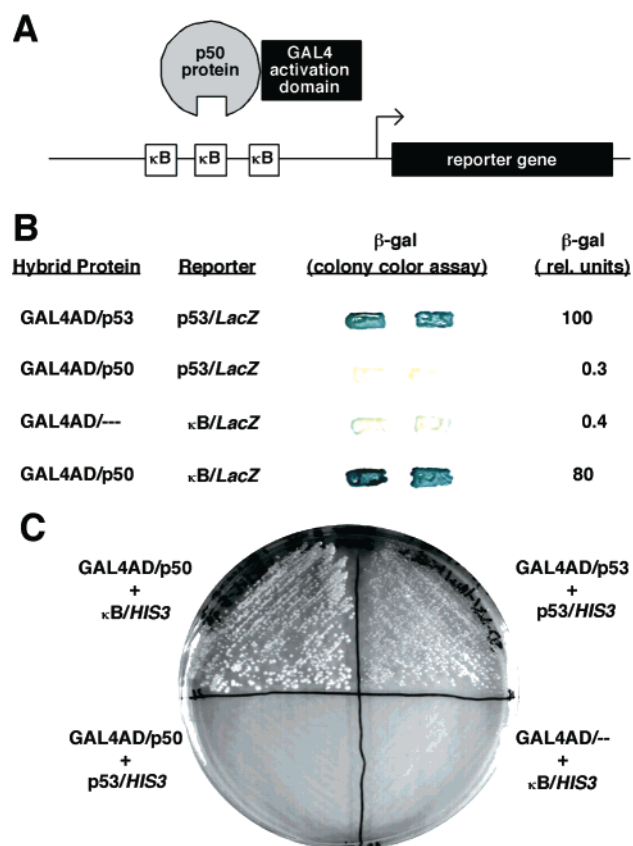 A
p50
protein
GAL4
activation
domain
κB κB κB
reporter gene
B
β-gal β-gal
Hybrid Protein Reporter (colony color assay) ( rel. units)
GAL4AD/p53 p53/LacZ 100
GAL4AD/p50 p53/LacZ 0.3
GAL4AD/--- κB/LacZ 0.4
GAL4AD/p50 κB/LacZ 80
C
GAL4AD/p50
+
κB/HIS3
GAL4AD/p53
+
p53/HIS3
GAL4AD/p50
+
p53/HIS3
GAL4AD/--
+
κB/HIS3